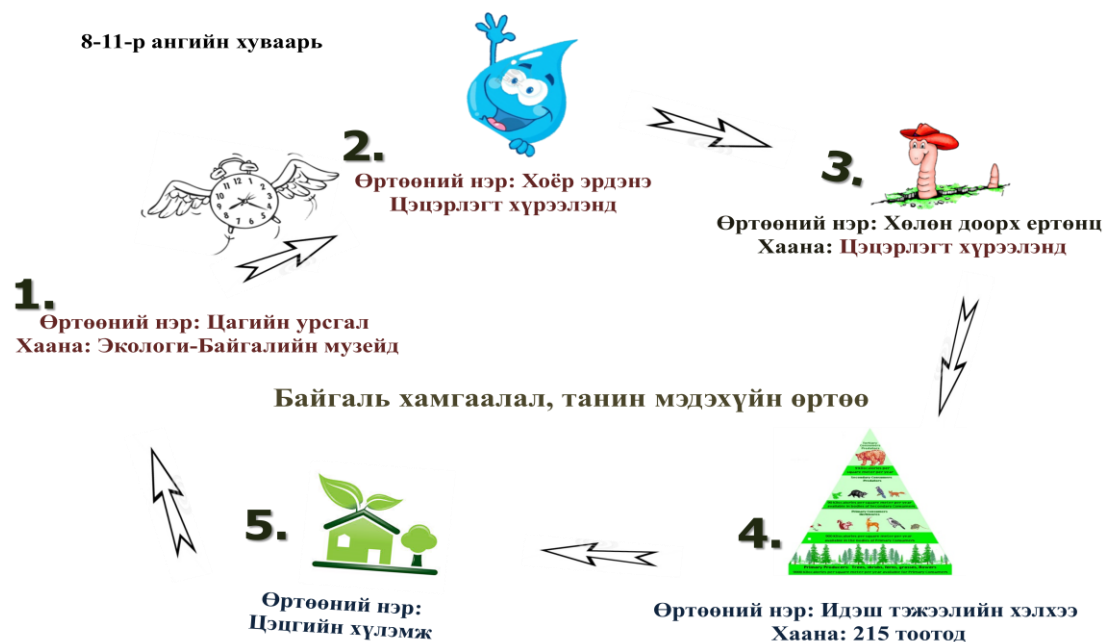 8-11-р ангийн хуваарь
2.
Өртөөний нэр: Хоёр эрдэнэ
Цэцэрлэгт хүрээлэнд
3.
Өртөөний нэр: Хөлөн доорх ертөнц
Хаана: Цэцэрлэгт хүрээлэнд
1.
Өртөөний нэр: Цагийн урсгал
Хаана: Экологи-Байгалийн музейд
Байгаль хамгаалал, танин мэдэхүйн өртөө
5.
Өртөөний нэр:
Цэцгийн хүлэмж
4.
Өртөөний нэр: Идэш тэжээлийн хэлхээ
Хаана: 215 тоотод